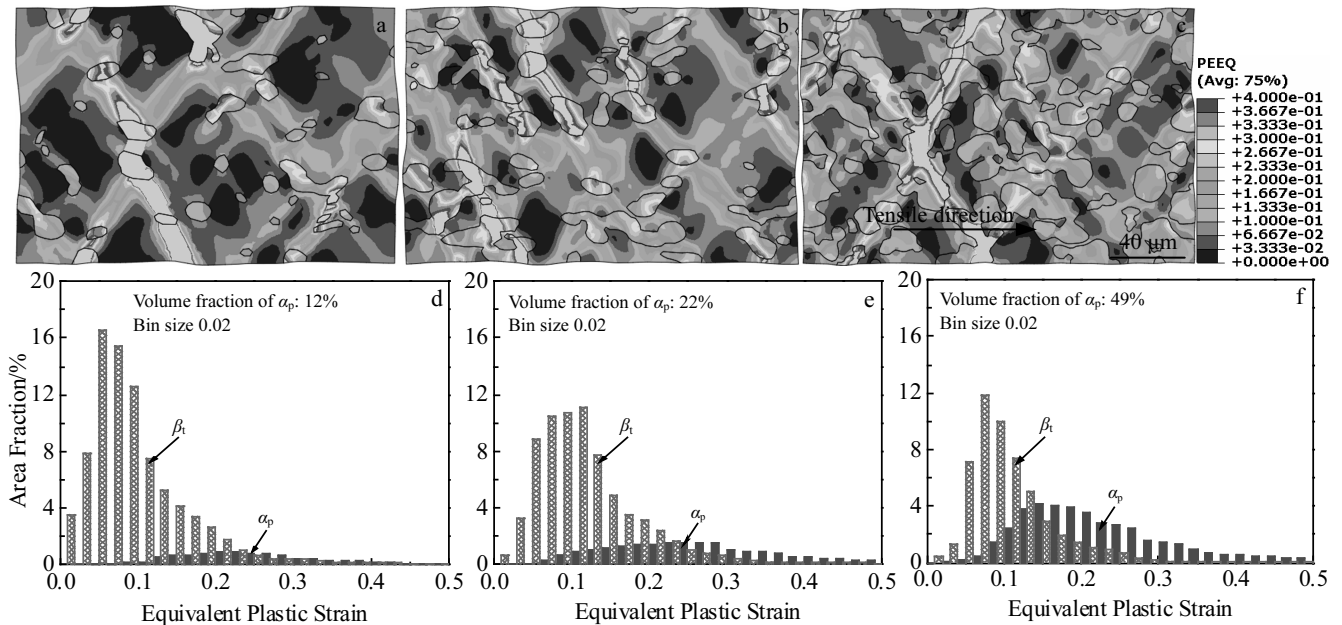 a
b
c
Tensile direction
40 μm
PEEQ
(Avg: 75%)
+4.000e-01
+3.667e-01
+3.333e-01
+3.000e-01
+2.667e-01
+2.333e-01
+2.000e-01
+1.667e-01
+1.333e-01
+1.000e-01
+6.667e-02
+3.333e-02
+0.000e+00
Area Fraction/%
20
16
12
8
4
0
Volume fraction of αp: 12%
Bin size 0.02
d
βt
αp
0.0 0.1 0.2 0.3 0.4 0.5
Equivalent Plastic Strain
20
16
12
8
4
0
Volume fraction of αp: 22%
Bin size 0.02
e
βt
αp
0.0 0.1 0.2 0.3 0.4 0.5
Equivalent Plastic Strain
20
16
12
8
4
0
Volume fraction of αp: 49%
Bin size 0.02
f
βt
αp
0.0 0.1 0.2 0.3 0.4 0.5
Equivalent Plastic Strain